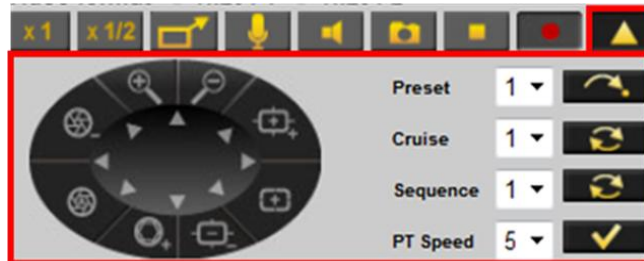 x 1 x 1/2
Preset 1
Cruise 1
Sequence 1
PT Speed 5